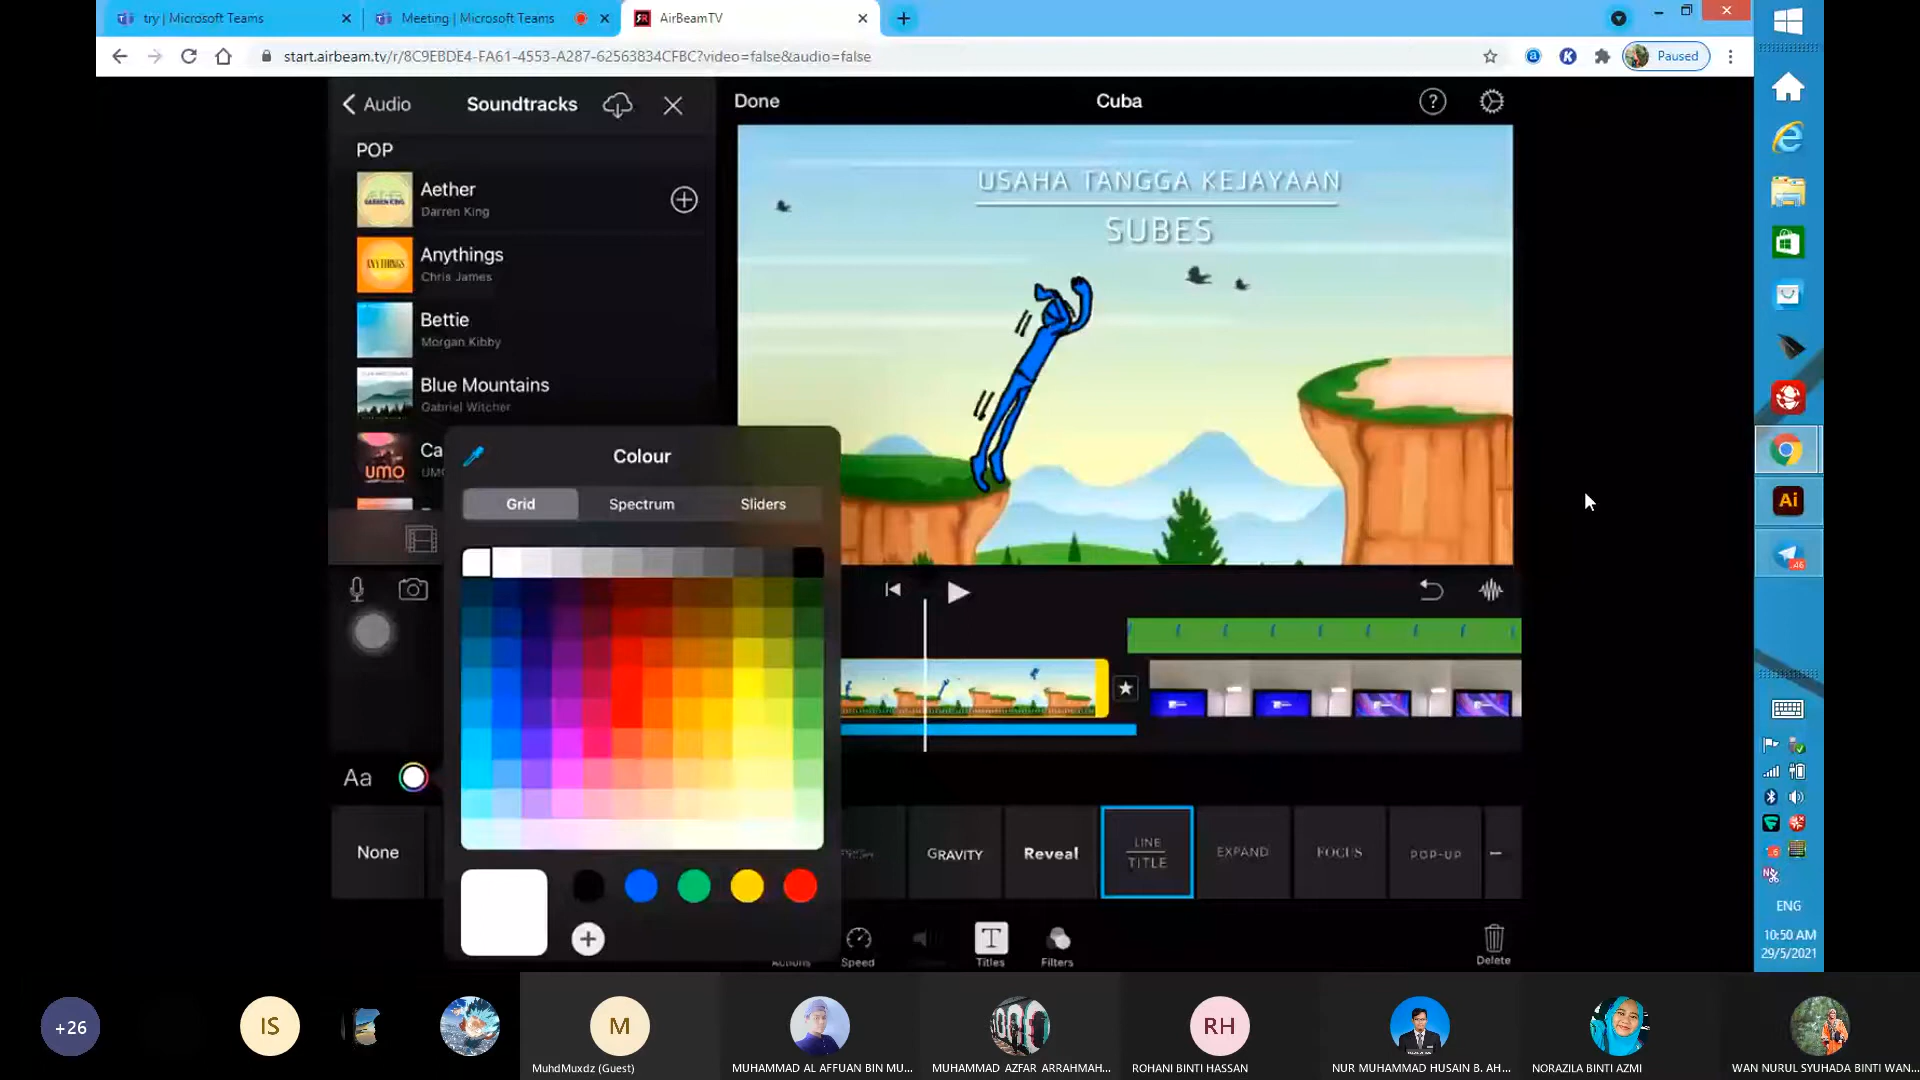 try | Microsoft Teams
Meeting | Microsoft Teams
AirBeamTV
start.airbeam.tv/r/8C9EBDE4-FA61-4553-A287-62563834CFBC?video=false&audio=false
Paused
Audio
Soundtracks
POP
Aether
Darren King
Anythings
Chris James
Bettie
Morgan Kibby
Blue Mountains
Gabriel Witcher
Ca
UMO
Done
Cuba
USAHA TANGGA KEJAYAAN
SUBES
Colour
Grid
Spectrum
Sliders
Aa
None
GRAVITY
Reveal
LINE
TITLE
EXPAND
FOCUS
POP-UP
Actions
Speed
Titles
Filters
Delete
Ai
ENG
10:50 AM
29/5/2021
+26
IS
M
MuhdMuxdz (Guest)
MUHAMMAD AL AFFUAN BIN MU...
MUHAMMAD AZFAR ARRAHMAH...
RH
ROHANI BINTI HASSAN
NUR MUHAMMAD HUSAIN B. AH...
NORAZILA BINTI AZMI
WAN NURUL SYUHADA BINTI WAN...